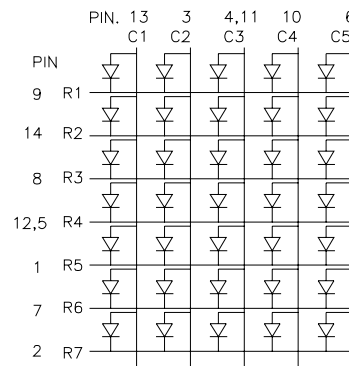 PIN. 13 3 4,11 10 6
C1 C2 C3 C4 C5
PIN
9 R1
14 R2
8 R3
12,5 R4
1 R5
7 R6
2 R7